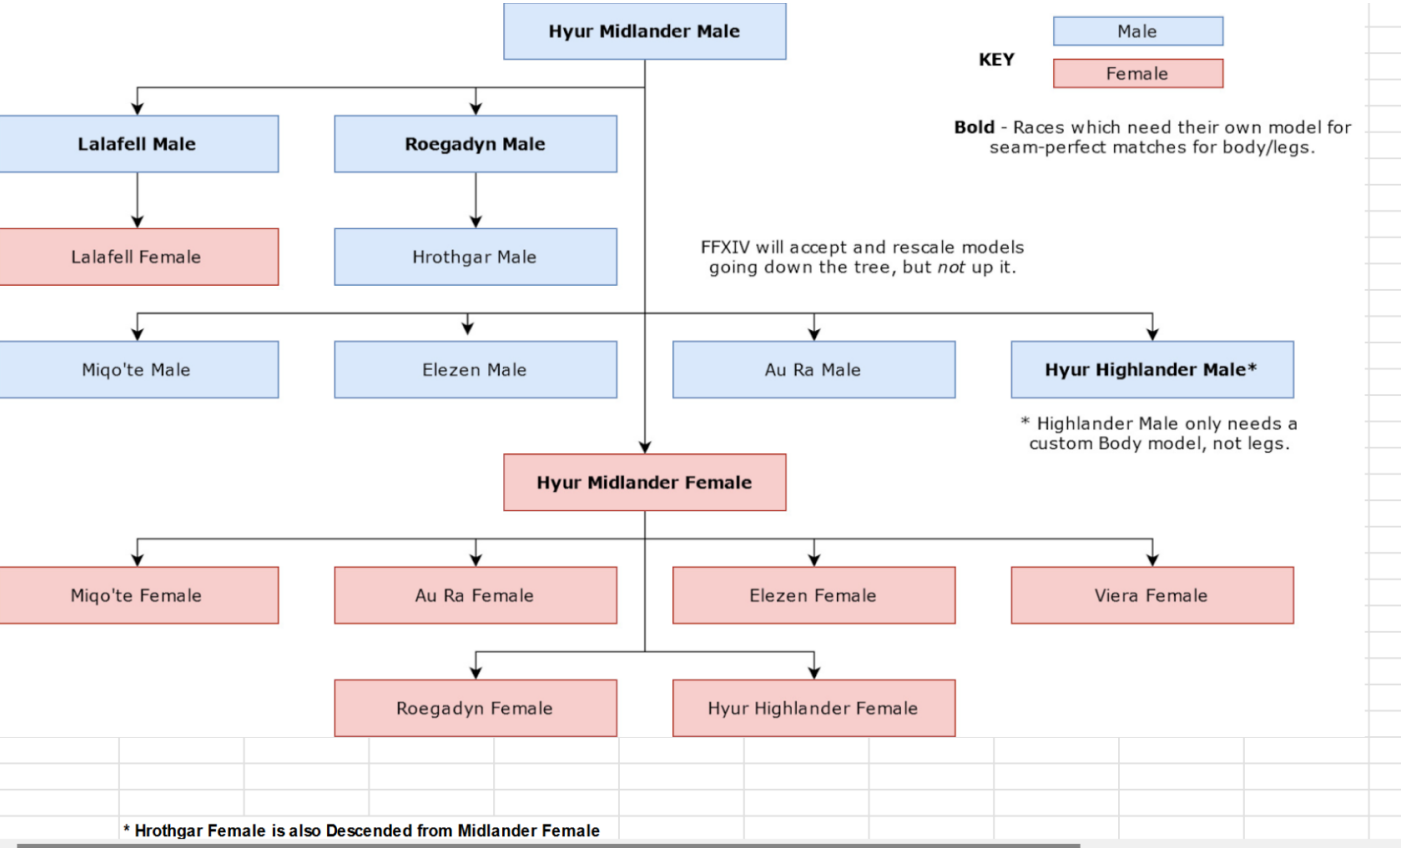 Hyur Midlander Male
Male
KEY
Female
Bold - Races which need their own model for
seam-perfect matches for body/legs.
Lalafell Male
Roegadyn Male
Lalafell Female
Hrothgar Male
FFXIV will accept and rescale models
going down the tree, but not up it.
Miqo'te Male
Elezen Male
Au Ra Male
Hyur Highlander Male*
* Highlander Male only needs a
custom Body model, not legs.
Hyur Midlander Female
Miqo'te Female
Au Ra Female
Elezen Female
Viera Female
Roegadyn Female
Hyur Highlander Female
* Hrothgar Female is also Descended from Midlander Female